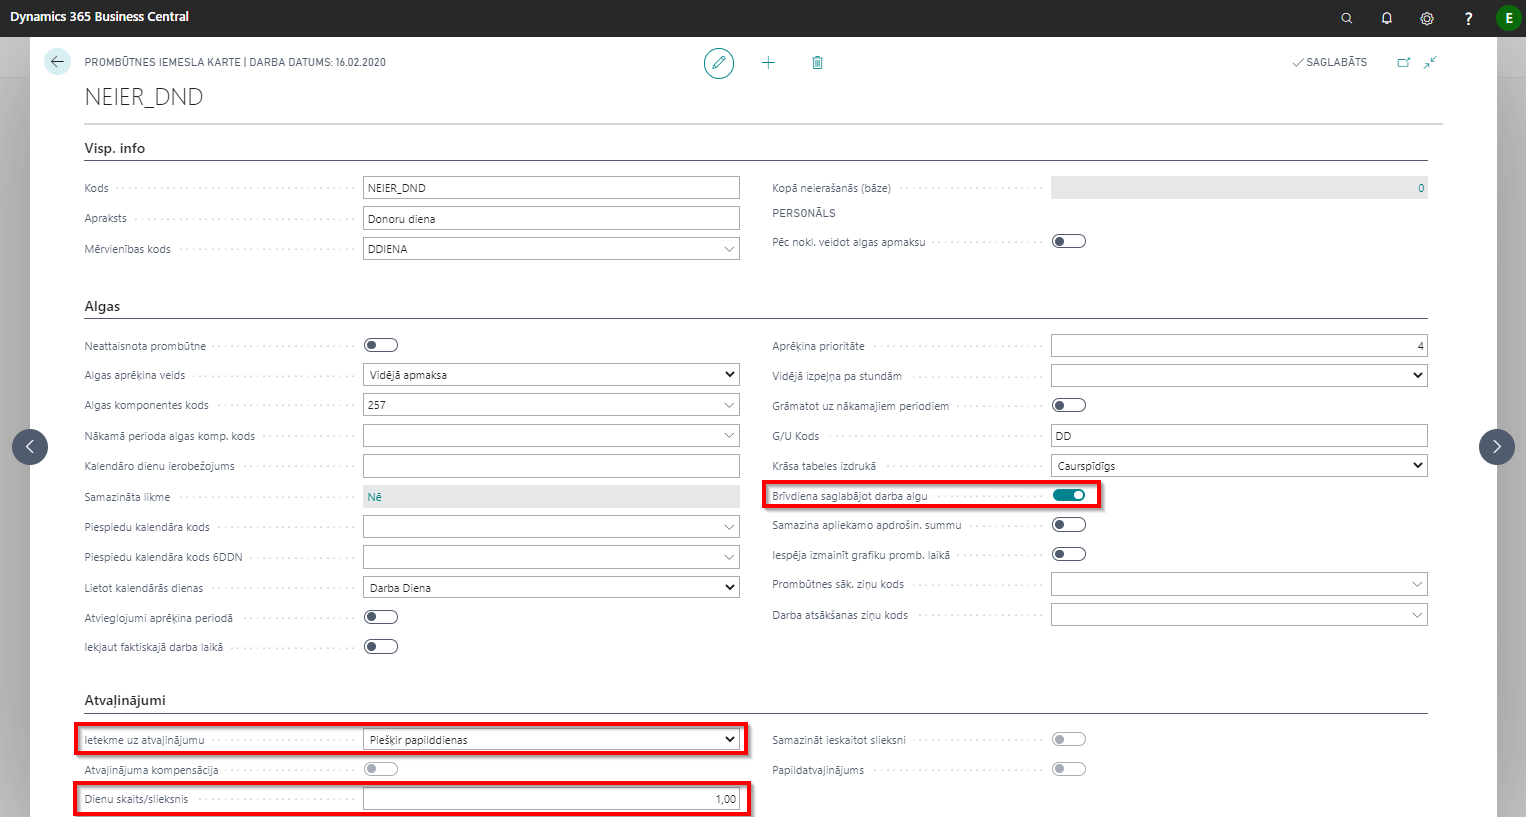 Dynamics 365 Business Central
?
E
PROMBŪTNES IEMESLA KARTE | DARBA DATUMS: 16.02.2020
SAGLABĀTS
NEIER_DND
Visp. info
Kods
NEIER_DND
Apraksts
Donoru diena
Mērvienības kods
DDIENA
Kopā neierašanās (bāze)
0
PERSONĀLS
Pēc nokl. veidot algas apmaksu
Algas
Neattaisnota prombūtne
Algas aprēķina veids
Vidējā apmaksa
Algas komponentes kods
257
Nākamā perioda algas komp. kods
Kalendāro dienu ierobežojums
Samazināta likme
Nē
Piespiedu kalendāra kods
Piespiedu kalendāra kods 6DDN
Lietot kalendārās dienas
Darba Diena
Atvieglojumi aprēķina periodā
Iekļaut faktiskajā darba laikā
Aprēķina prioritāte
4
Vidējā izpeļņa pa stundām
Grāmatot uz nākamajiem periodiem
G/U Kods
DD
Krāsa tabeles izdrukā
Caurspīdīgs
Brīvdiena saglabājot darba algu
Samazina apliekamo apdrošin. summu
Iespēja izmainīt grafiku promb. laikā
Prombūtnes sāk. ziņu kods
Darba atsākšanas ziņu kods
Atvaļinājumi
Ietekme uz atvaļinājumu
Piešķir papilddienas
Atvaļinājuma kompensācija
Dienu skaits/slieksnis
1,00
Samazināt ieskaitot slieksni
Papildatvaļinājums